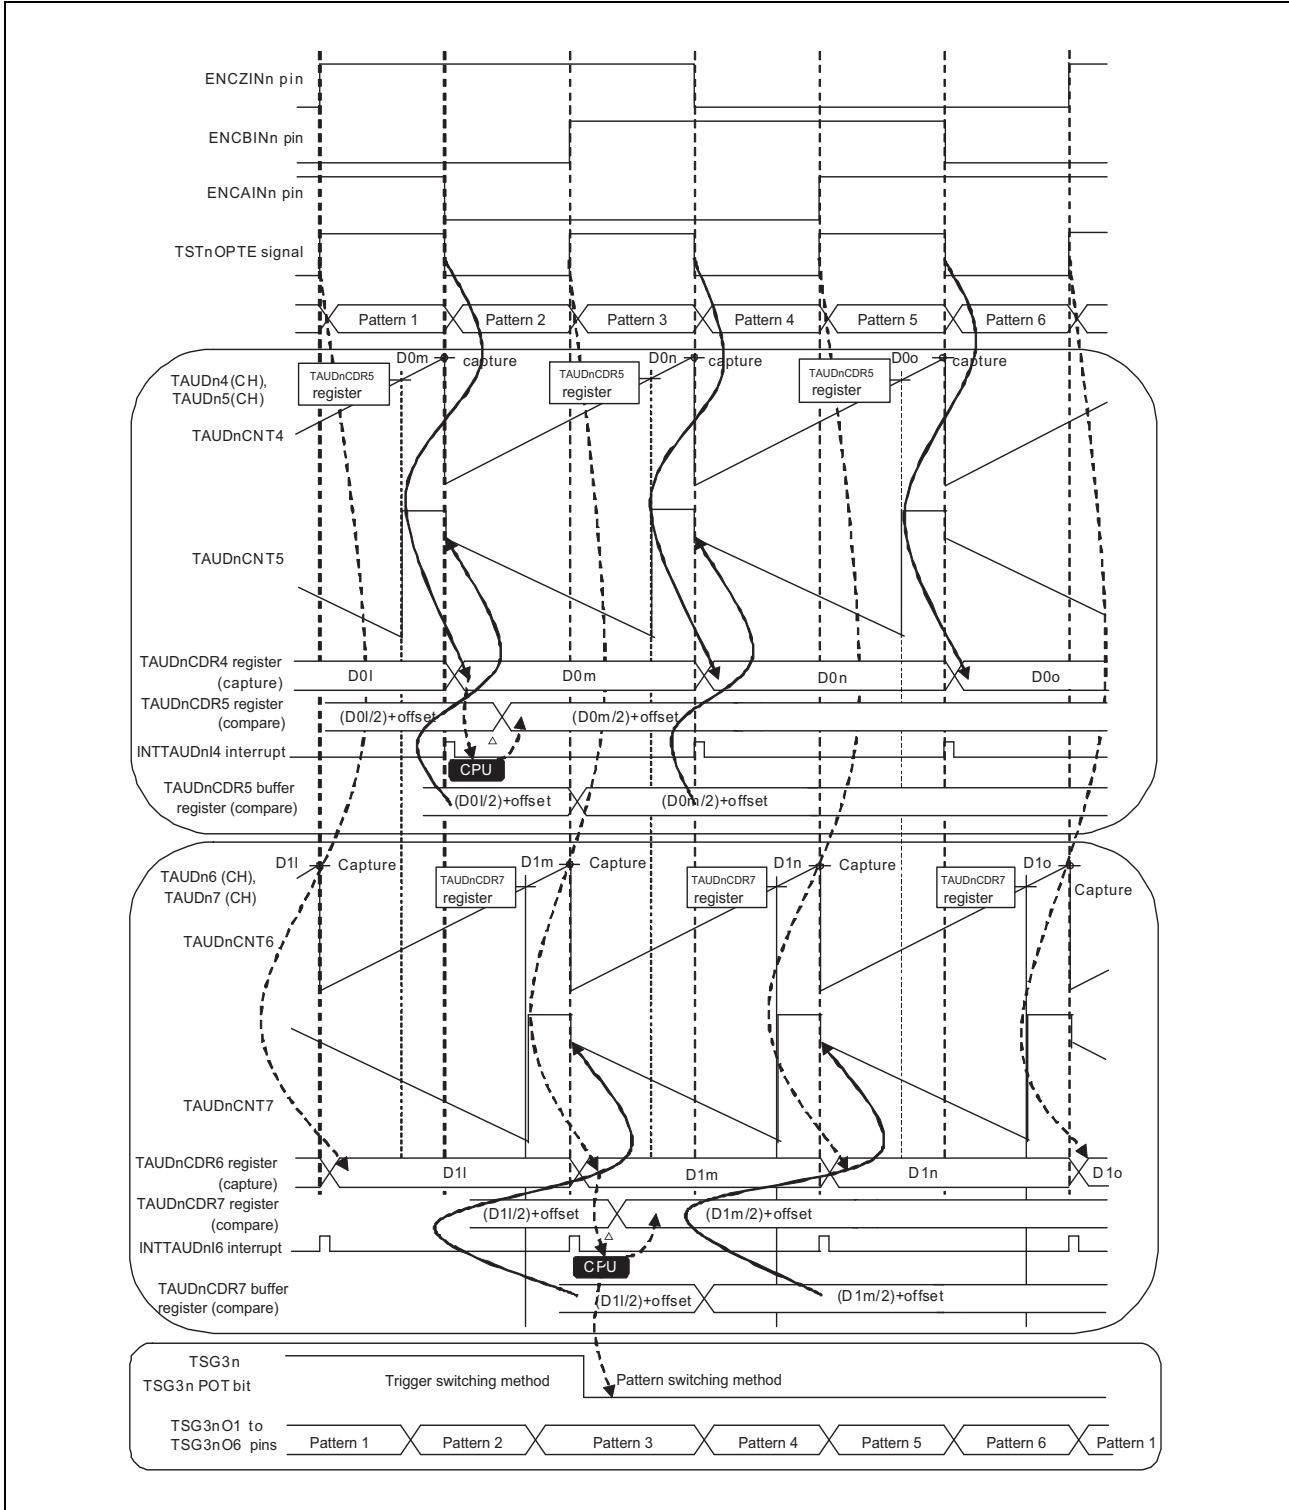 ENCZINn pin
ENCBINn pin
ENCAINn pin
TSTnOPTE signal
Pattern 1
Pattern 2
Pattern 3
Pattern 4
Pattern 5
Pattern 6
TAUDn4(CH),
TAUDn5(CH)
TAUDnCDR5
register
D0m
capture
TAUDnCDR5
register
D0n
capture
TAUDnCDR5
register
D0o
capture
TAUDnCNT4
TAUDnCNT5
TAUDnCDR4 register
(capture)
D0l
D0m
D0n
D0o
TAUDnCDR5 register
(compare)
(D0l/2)+offset
(D0m/2)+offset
INTTAUDnI4 interrupt
CPU
TAUDnCDR5 buffer
register (compare)
(D0l/2)+offset
(D0m/2)+offset
TAUDn6 (CH),
TAUDn7 (CH)
D1l
Capture
TAUDnCDR7
register
D1m
Capture
TAUDnCDR7
register
D1n
Capture
TAUDnCDR7
register
D1o
Capture
TAUDnCNT6
TAUDnCNT7
TAUDnCDR6 register
(capture)
D1l
D1m
D1n
D1o
TAUDnCDR7 register
(compare)
(D1l/2)+offset
(D1m/2)+offset
INTTAUDnI6 interrupt
CPU
TAUDnCDR7 buffer
register (compare)
(D1l/2)+offset
(D1m/2)+offset
TSG3n
TSG3n POT bit
Trigger switching method
Pattern switching method
TSG3nO1 to
TSG3nO6 pins
Pattern 1
Pattern 2
Pattern 3
Pattern 4
Pattern 5
Pattern 6
Pattern 1